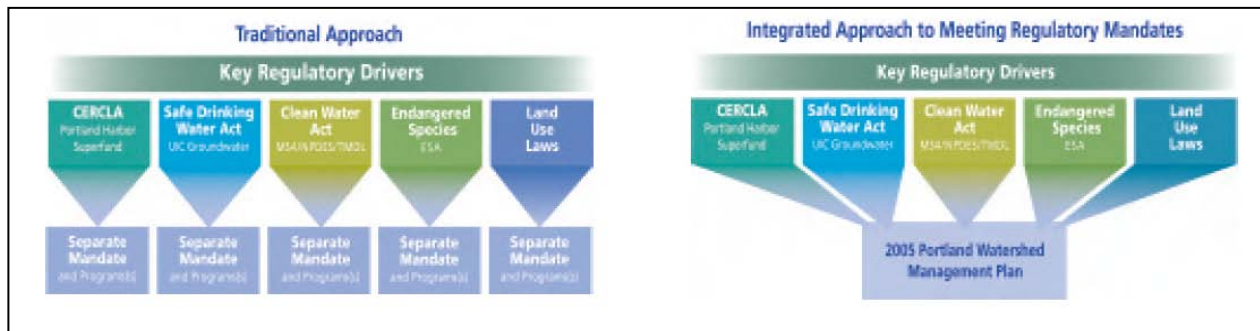 Traditional Approach
Key Regulatory Drivers
CERCLA
Portland Harbor
Superfund
Safe Drinking
Water Act
UIC Groundwater
Clean Water
Act
MS4/NPDES/TMDL
Endangered
Species
ESA
Land
Use
Laws
Separate
Mandate
and Program(s)
Separate
Mandate
and Program(s)
Separate
Mandate
and Program(s)
Separate
Mandate
and Program(s)
Separate
Mandate
and Program(s)
Integrated Approach to Meeting Regulatory Mandates
Key Regulatory Drivers
CERCLA
Portland Harbor
Superfund
Safe Drinking
Water Act
UIC Groundwater
Clean Water
Act
MS4/NPDES/TMDL
Endangered
Species
ESA
Land
Use
Laws
2005 Portland Watershed
Management Plan